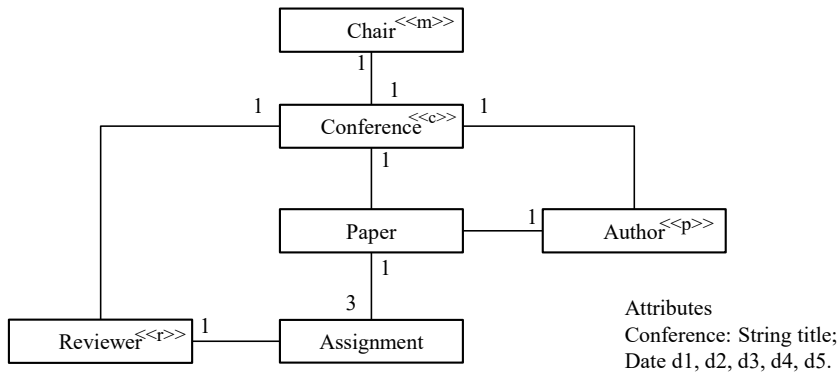 Chair<<m>>
1
1
1
1
Conference<<c>>
1
Paper
1
Author<<p>>
1
3
Reviewer<<r>>
1
Assignment
Attributes
Conference: String title;
Date d1, d2, d3, d4, d5.